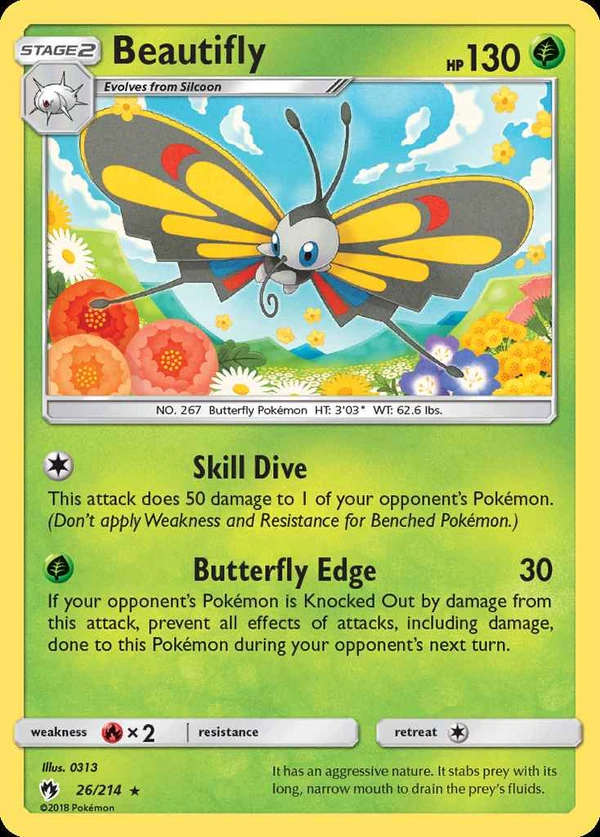 STAGE2 Beautifly HP130
Evolves from Silcoon
NO. 267 Butterfly Pokémon HT: 3'03" WT: 62.6 lbs.
Skill Dive
This attack does 50 damage to 1 of your opponent's Pokémon.
(Don't apply Weakness and Resistance for Benched Pokémon.)
Butterfly Edge 30
If your opponent's Pokémon is Knocked Out by damage from
this attack, prevent all effects of attacks, including damage,
done to this Pokémon during your opponent's next turn.
weakness ×2 resistance retreat
Illus. 0313
26/214 ★
©2018 Pokémon
It has an aggressive nature. It stabs prey with its
long, narrow mouth to drain the prey's fluids.